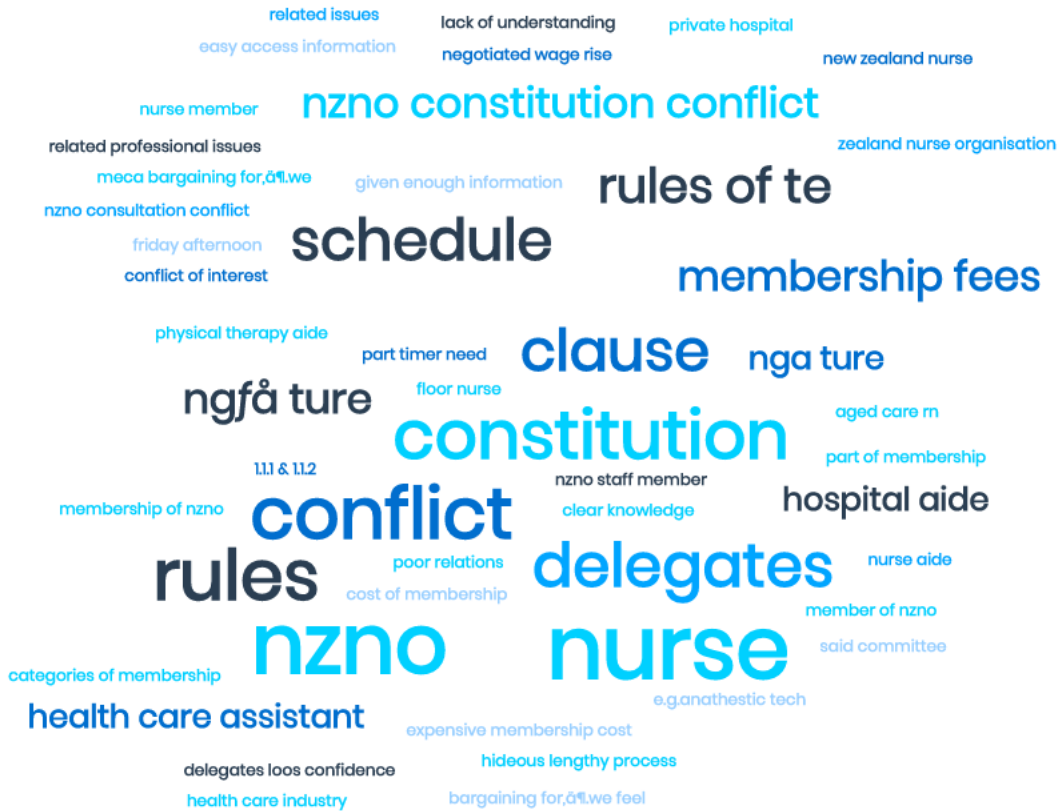 related issues
lack of understanding
private hospital
easy access information
negotiated wage rise
new zealand nurse
nurse member
nzno constitution conflict
related professional issues
zealand nurse organisation
meca bargaining for,äö¶.we
given enough information
rules of te
nzno consultation conflict
friday afternoon
schedule
conflict of interest
membership fees
physical therapy aide
part timer need
clause
nga ture
ngƒå ture
floor nurse
constitution
aged care rn
part of membership
1.1.1 & 1.1.2
nzno staff member
hospital aide
membership of nzno
conflict
clear knowledge
rules
poor relations
delegates
nurse aide
cost of membership
member of nzno
nzno
nurse
said committee
categories of membership
e.g.anathestic tech
health care assistant
expensive membership cost
delegates loos confidence
hideous lengthy process
health care industry
bargaining for,äö¶.we feel